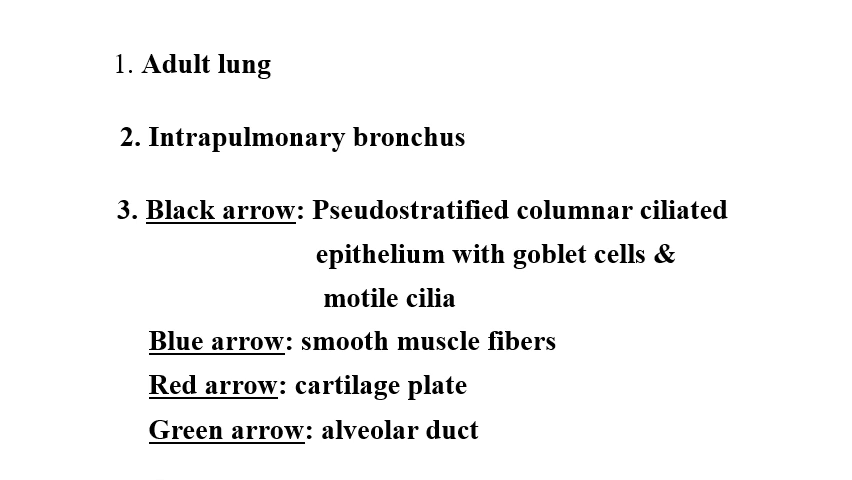 1. Adult lung
2. Intrapulmonary bronchus
3. Black arrow: Pseudostratified columnar ciliated
epithelium with goblet cells &
motile cilia
Blue arrow: smooth muscle fibers
Red arrow: cartilage plate
Green arrow: alveolar duct